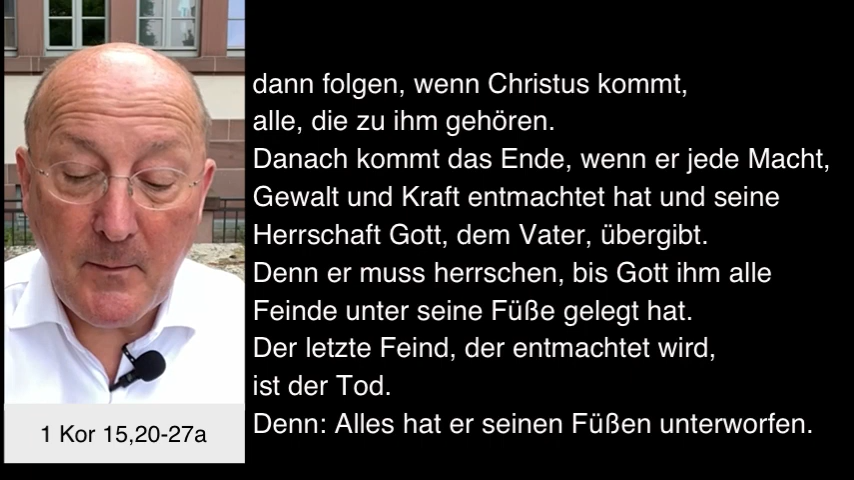 dann folgen, wenn Christus kommt,
alle, die zu ihm gehören.
Danach kommt das Ende, wenn er jede Macht,
Gewalt und Kraft entmachtet hat und seine
Herrschaft Gott, dem Vater, übergibt.
Denn er muss herrschen, bis Gott ihm alle
Feinde unter seine Füße gelegt hat.
Der letzte Feind, der entmachtet wird,
ist der Tod.
Denn: Alles hat er seinen Füßen unterworfen.
1 Kor 15,20-27a